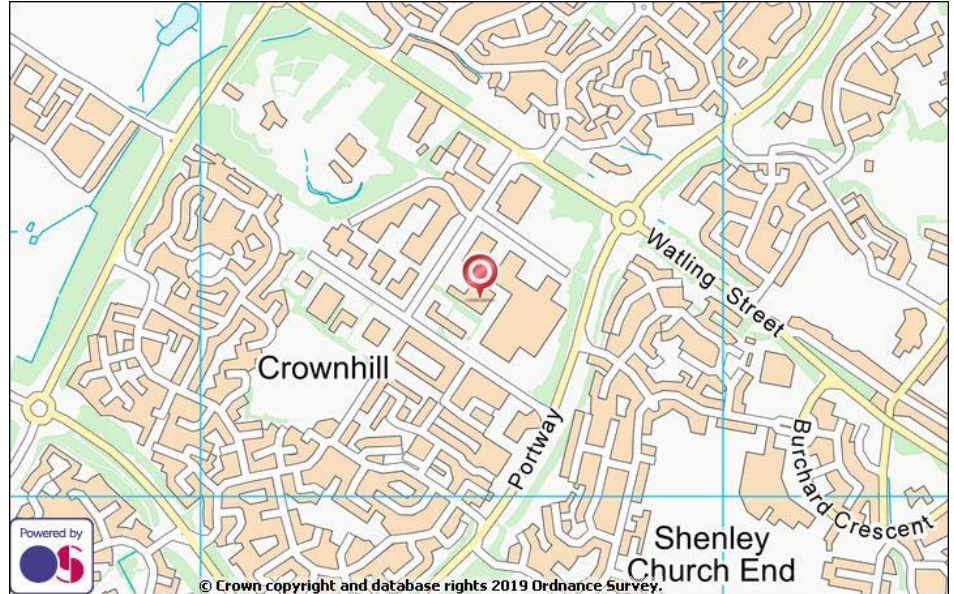 Watling Street
Crownhill
Portway
Burchard Crescent
Shenley
Church End
Powered by
OS
© Crown copyright and database rights 2019 Ordnance Survey.